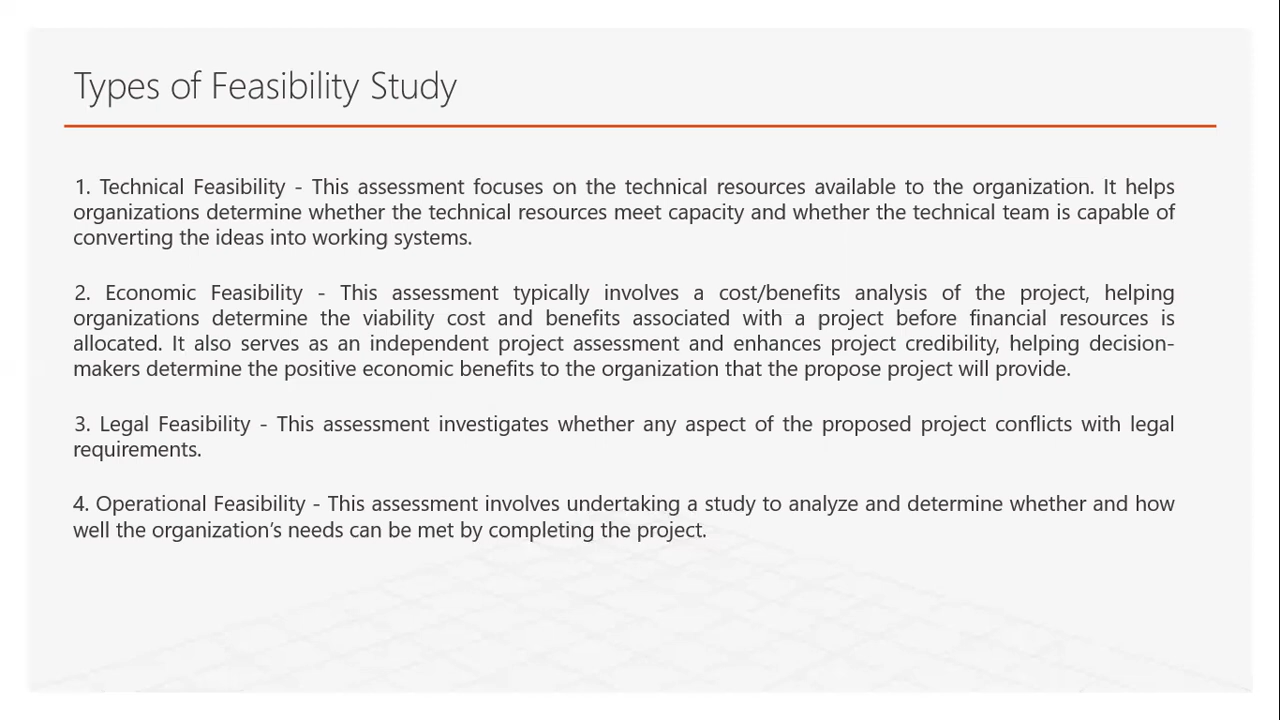 Types of Feasibility Study
1. Technical Feasibility - This assessment focuses on the technical resources available to the organization. It helps
organizations determine whether the technical resources meet capacity and whether the technical team is capable of
converting the ideas into working systems.
2. Economic Feasibility - This assessment typically involves a cost/benefits analysis of the project, helping
organizations determine the viability cost and benefits associated with a project before financial resources is
allocated. It also serves as an independent project assessment and enhances project credibility, helping decision-
makers determine the positive economic benefits to the organization that the propose project will provide.
3. Legal Feasibility - This assessment investigates whether any aspect of the proposed project conflicts with legal
requirements.
4. Operational Feasibility - This assessment involves undertaking a study to analyze and determine whether and how
well the organization's needs can be met by completing the project.